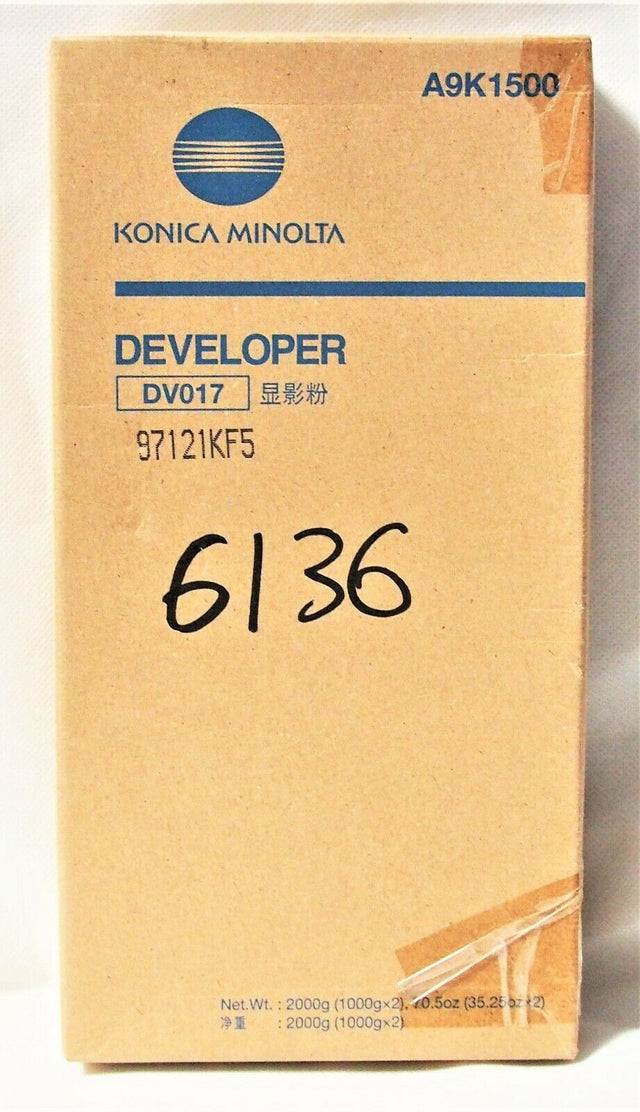 A9K1500
KONICA MINOLTA
DEVELOPER
DV017 显影粉
97121KF5
6136
Net.Wt. : 2000g (1000g×2), 70.5oz (35.25oz×2)
净重 : 2000g (1000g×2)